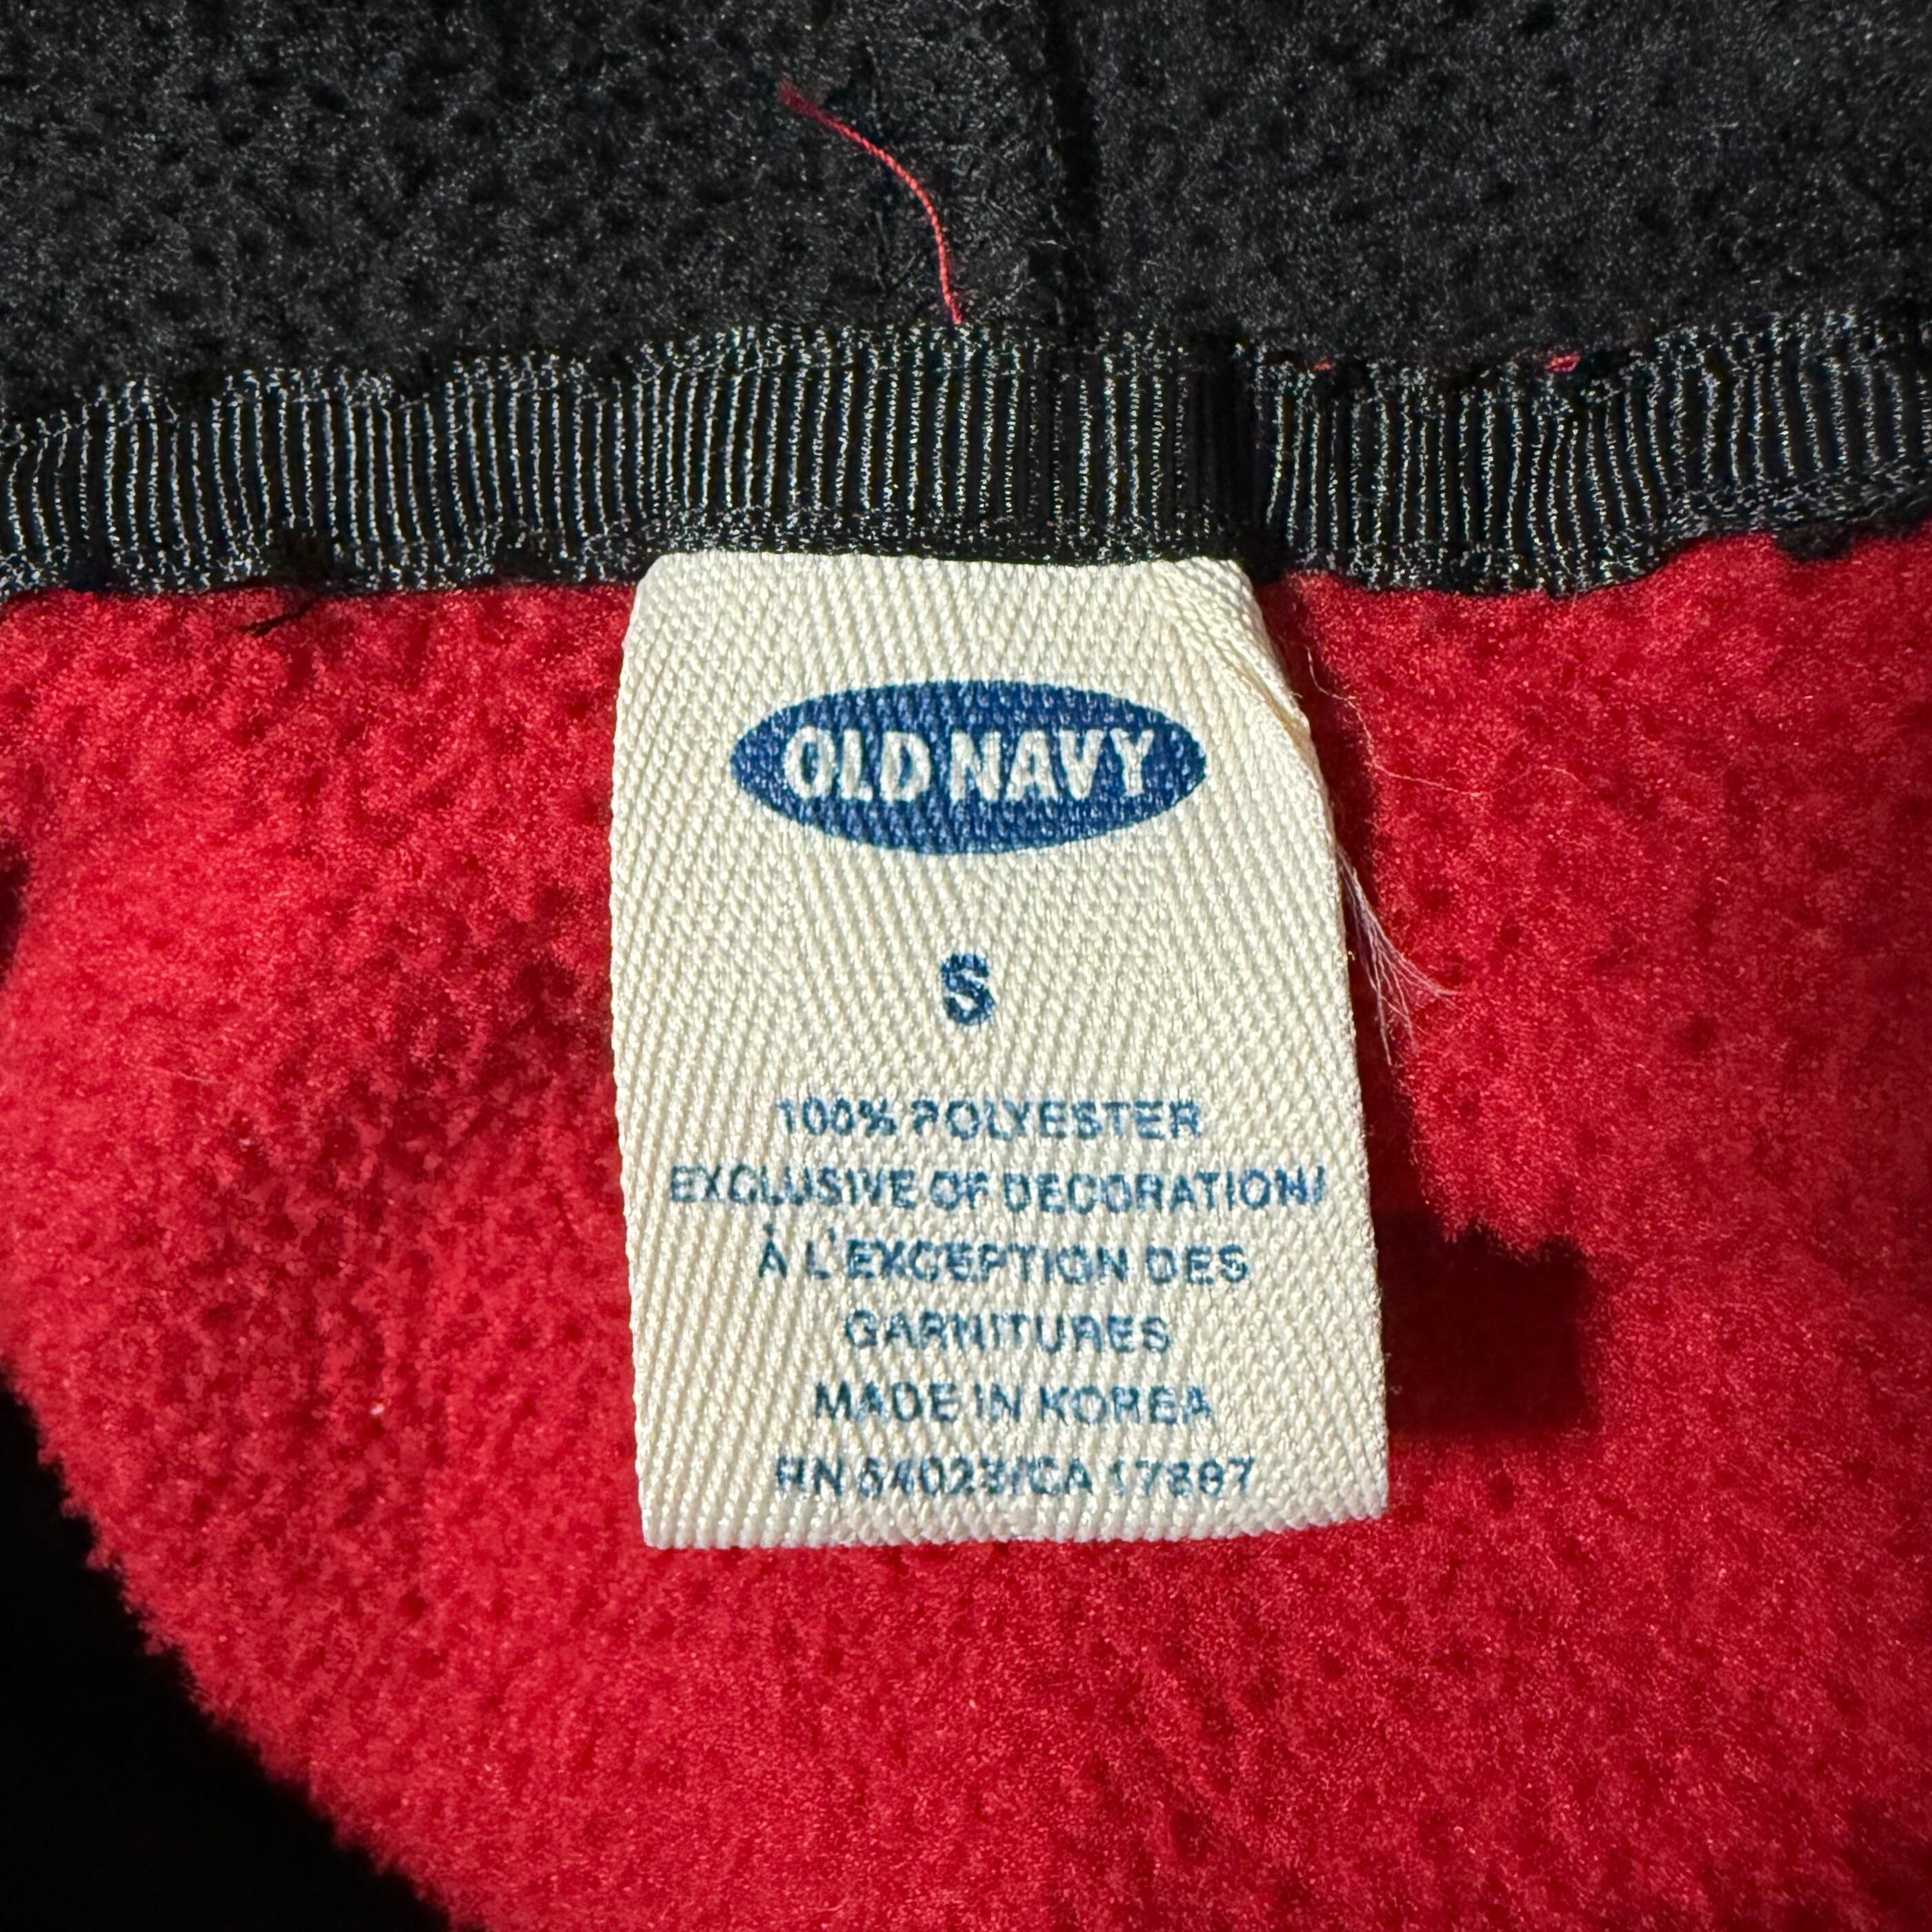 OLD NAVY
S
100% POLYESTER
EXCLUSIVE OF DECORATION/
À L'EXCEPTION DES
GARNITURES
MADE IN KOREA
RN 54023/CA 17897